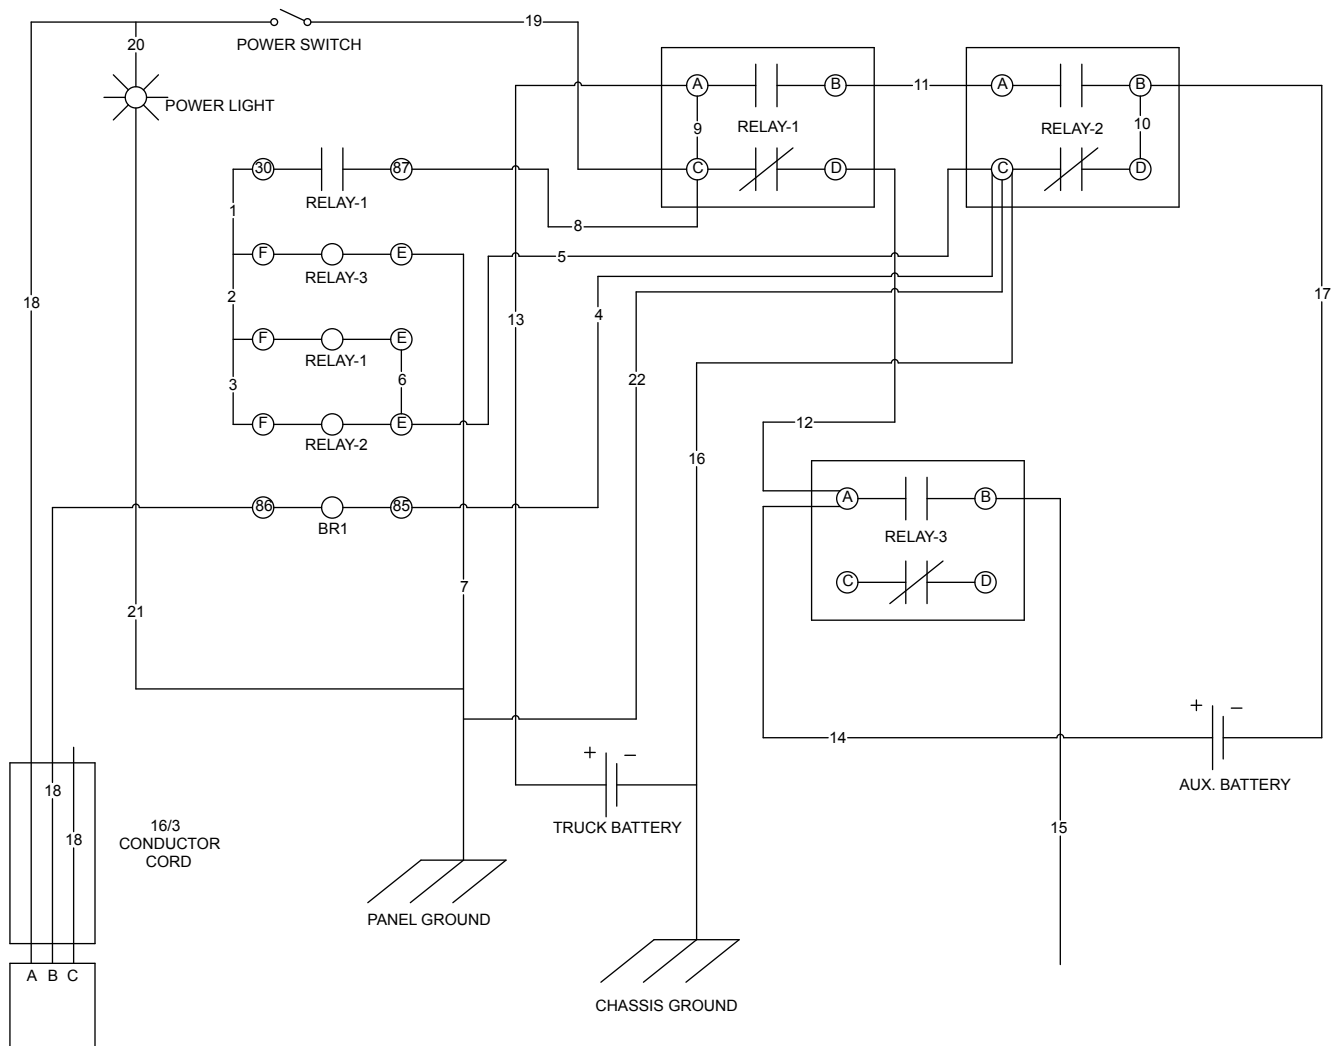 19
20
POWER SWITCH
POWER LIGHT
A
B
11
A
B
9
RELAY-1
RELAY-2
10
30
87
C
D
C
D
RELAY-1
1
8
F
E
5
RELAY-3
2
18
4
13
17
F
E
RELAY-1
6
22
3
12
F
E
RELAY-2
16
A
B
86
85
BR1
RELAY-3
C
D
7
21
+
−
14
+
−
AUX. BATTERY
18
TRUCK BATTERY
15
16/3
CONDUCTOR
CORD
18
PANEL GROUND
A B C
CHASSIS GROUND